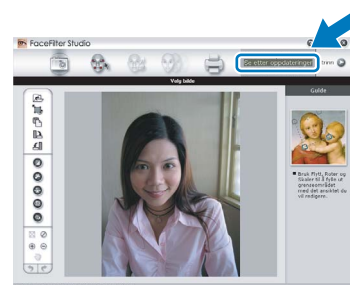 FaceFilter Studio
Se etter oppdateringer
trinn
Velg bilde
Guide
Bruk Flytt, Roter og
Skaler til å fylle ut
grenseområdet
med det ansiktet du
vil redigere.